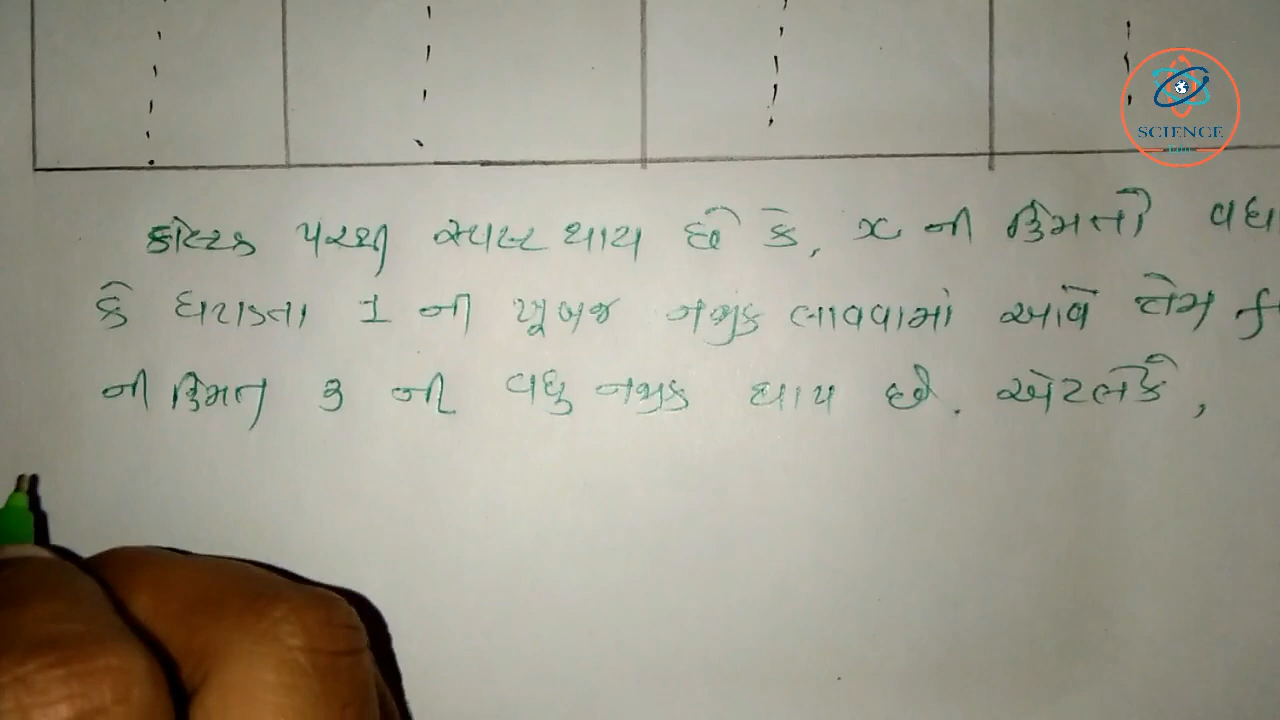 કોષ્ટક પરથી સ્પષ્ટ થાય છે કે, x ની કિંમતો વધા
કે ઘટાડતા 1 ની ખૂબજ નજીક લાવવામાં આવે તેમ f
ની કિંમત 3 ની વધુ નજીક થાય છે. એટલેકે,
SCIENCE